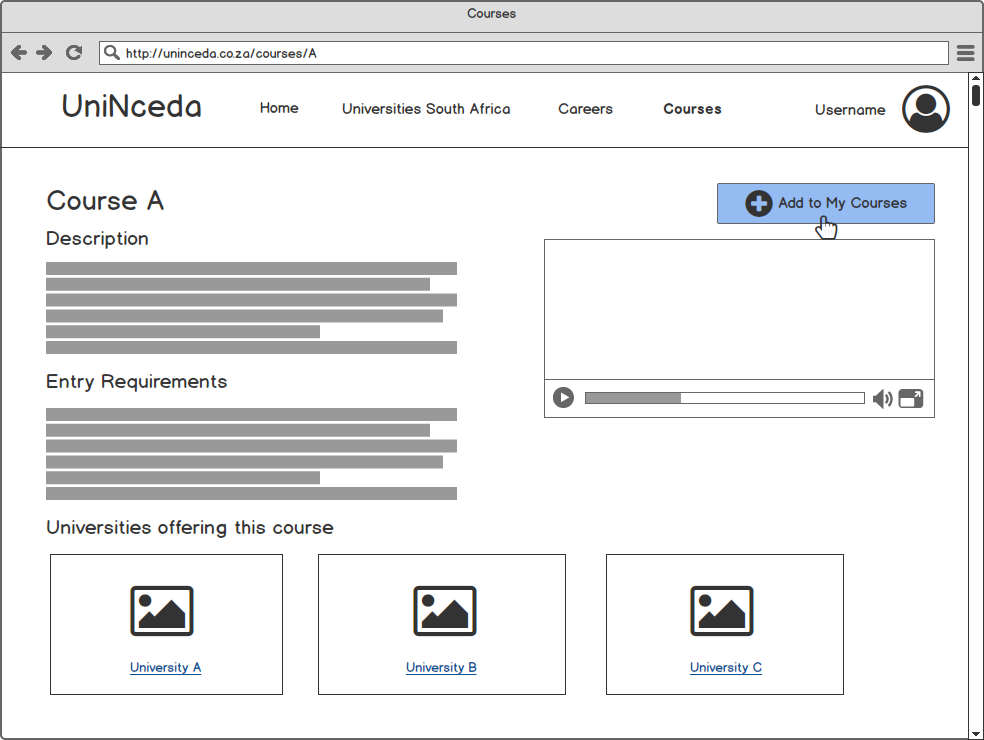 Courses
http://uninceda.co.za/courses/A
UniNceda
Home
Universities South Africa
Careers
Courses
Username
Course A
Add to My Courses
Description
Entry Requirements
Universities offering this course
University A
University B
University C